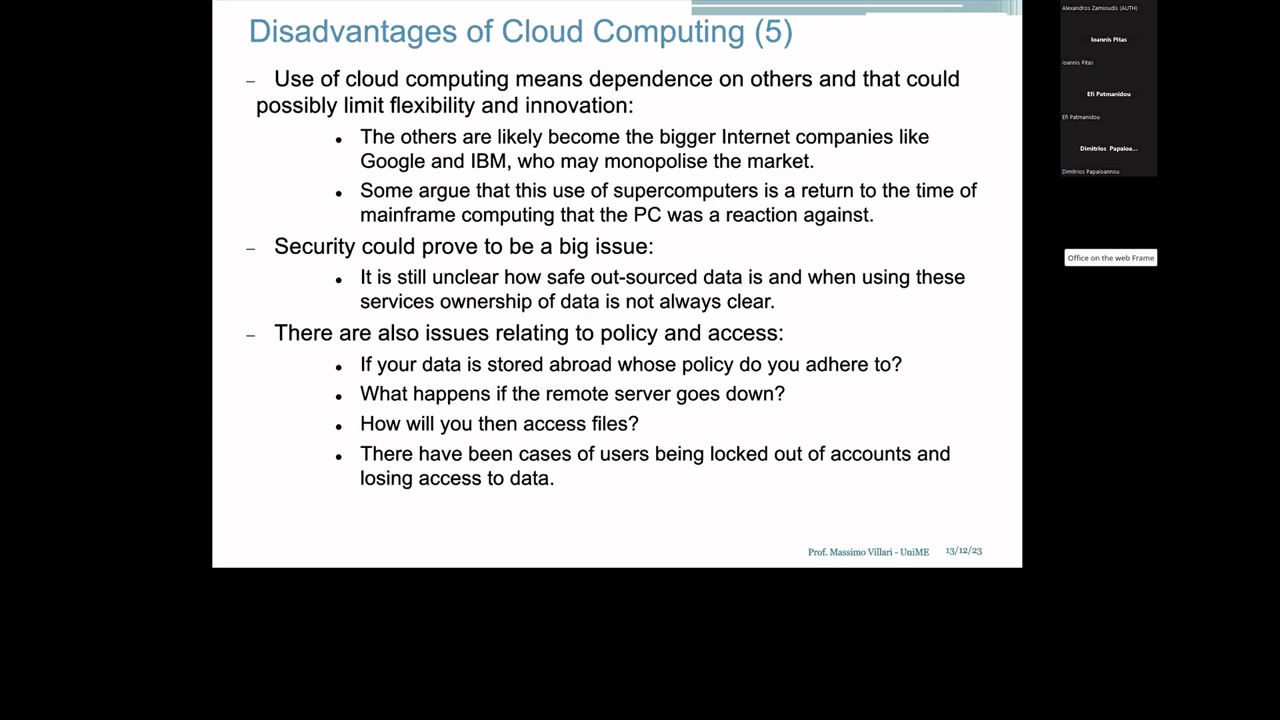 Disadvantages of Cloud Computing (5)
– Use of cloud computing means dependence on others and that could
possibly limit flexibility and innovation:
• The others are likely become the bigger Internet companies like
Google and IBM, who may monopolise the market.
• Some argue that this use of supercomputers is a return to the time of
mainframe computing that the PC was a reaction against.
– Security could prove to be a big issue:
• It is still unclear how safe out-sourced data is and when using these
services ownership of data is not always clear.
– There are also issues relating to policy and access:
• If your data is stored abroad whose policy do you adhere to?
• What happens if the remote server goes down?
• How will you then access files?
• There have been cases of users being locked out of accounts and
losing access to data.
Prof. Massimo Villari - UniME 13/12/23
Alexandros Zamioudis (AUTH)
Ioannis Pitas
Ioannis Pitas
Efi Patmanidou
Efi Patmanidou
Dimitrios Papaioa...
Dimitrios Papaioannou
Office on the web Frame